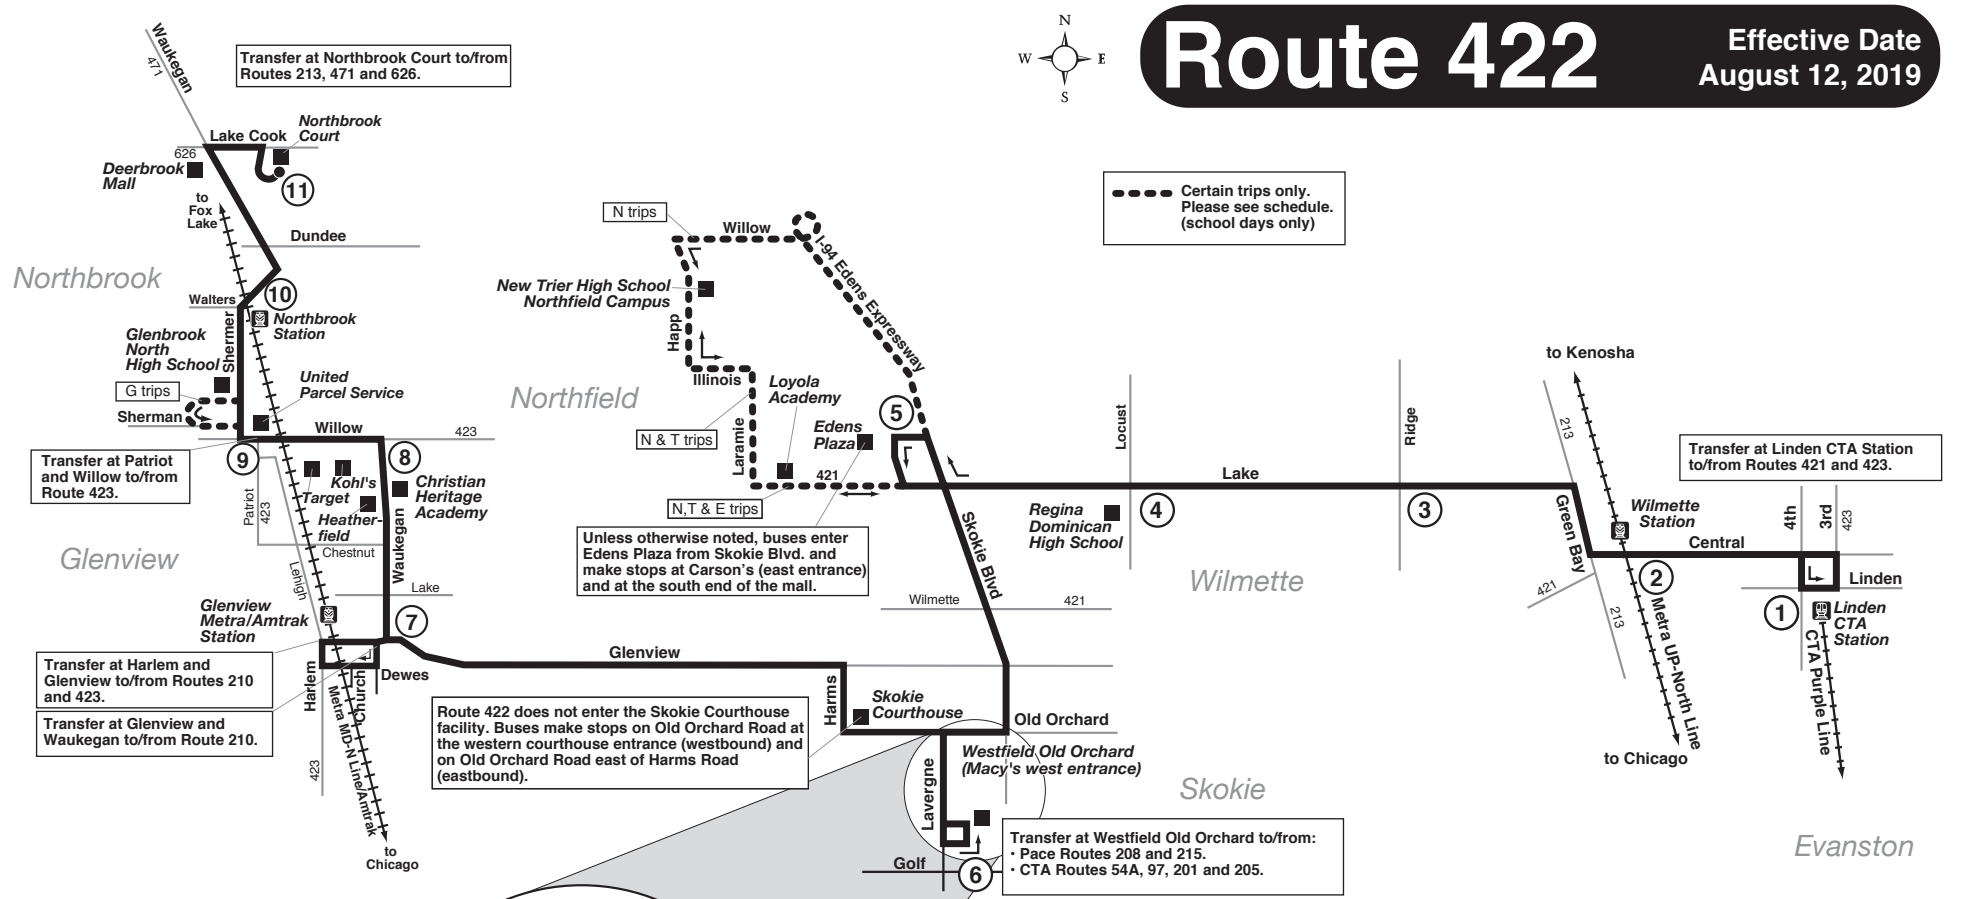 Route 422
Effective Date
August 12, 2019
N
W
E
S
Waukegan
471
Transfer at Northbrook Court to/from
Routes 213, 471 and 626.
Lake Cook
Northbrook
Court
626
Deerbrook
Mall
11
to
Fox
Lake
Dundee
Northbrook
10
Walters
Northbrook
Station
Shermer
Glenbrook
North
High School
G trips
United
Parcel Service
Sherman
Willow
423
Transfer at Patriot
and Willow to/from
Route 423.
9
8
Kohl's
Target
Heather-
field
Christian
Heritage
Academy
Patriot
423
Chestnut
Waukegan
Glenview
Lehigh
Lake
Glenview
Metra/Amtrak
Station
7
Transfer at Harlem and
Glenview to/from Routes 210
and 423.
Transfer at Glenview and
Waukegan to/from Route 210.
Harlem
Church
Dewes
423
Metra MD-N Line/Amtrak
to
Chicago
Glenview
N trips
Willow
I-94 Edens Expressway
New Trier High School
Northfield Campus
Happ
Illinois
Northfield
Loyola
Academy
5
Edens
Plaza
N & T trips
Laramie
421
N,T & E trips
Unless otherwise noted, buses enter
Edens Plaza from Skokie Blvd. and
make stops at Carson's (east entrance)
and at the south end of the mall.
Skokie Blvd
Wilmette
421
Harms
Skokie
Courthouse
Route 422 does not enter the Skokie Courthouse
facility. Buses make stops on Old Orchard Road at
the western courthouse entrance (westbound) and
on Old Orchard Road east of Harms Road
(eastbound).
Old Orchard
Westfield Old Orchard
(Macy's west entrance)
Lavergne
Golf
6
Transfer at Westfield Old Orchard to/from:
· Pace Routes 208 and 215.
· CTA Routes 54A, 97, 201 and 205.
Skokie
Evanston
Certain trips only.
Please see schedule.
(school days only)
Locust
Ridge
Lake
Regina
Dominican
High School
4
3
Wilmette
to Kenosha
213
Transfer at Linden CTA Station
to/from Routes 421 and 423.
Wilmette
Station
4th
3rd
423
Green Bay
Central
421
213
2
Linden
1
Linden
CTA
Station
Metra UP-North Line
CTA Purple Line
to Chicago